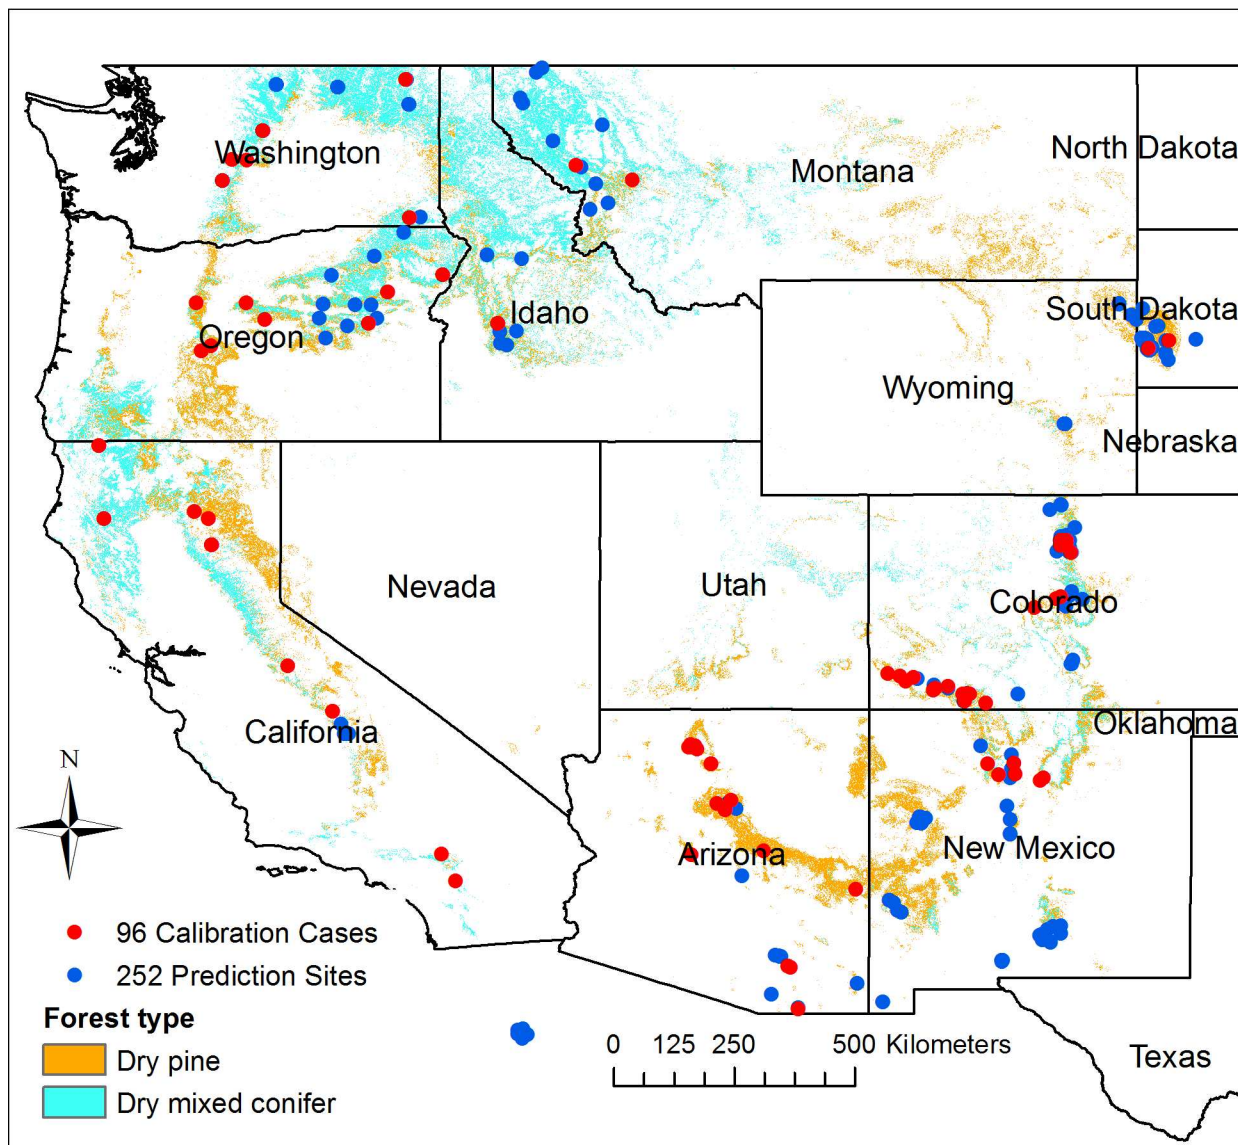 Washington
Montana
North Dakota
Idaho
South Dakota
Oregon
Wyoming
Nebraska
Nevada
Utah
Colorado
California
Oklahoma
N
Arizona
New Mexico
96 Calibration Cases
252 Prediction Sites
Forest type
Dry pine
Dry mixed conifer
0 125 250 500 Kilometers
Texas